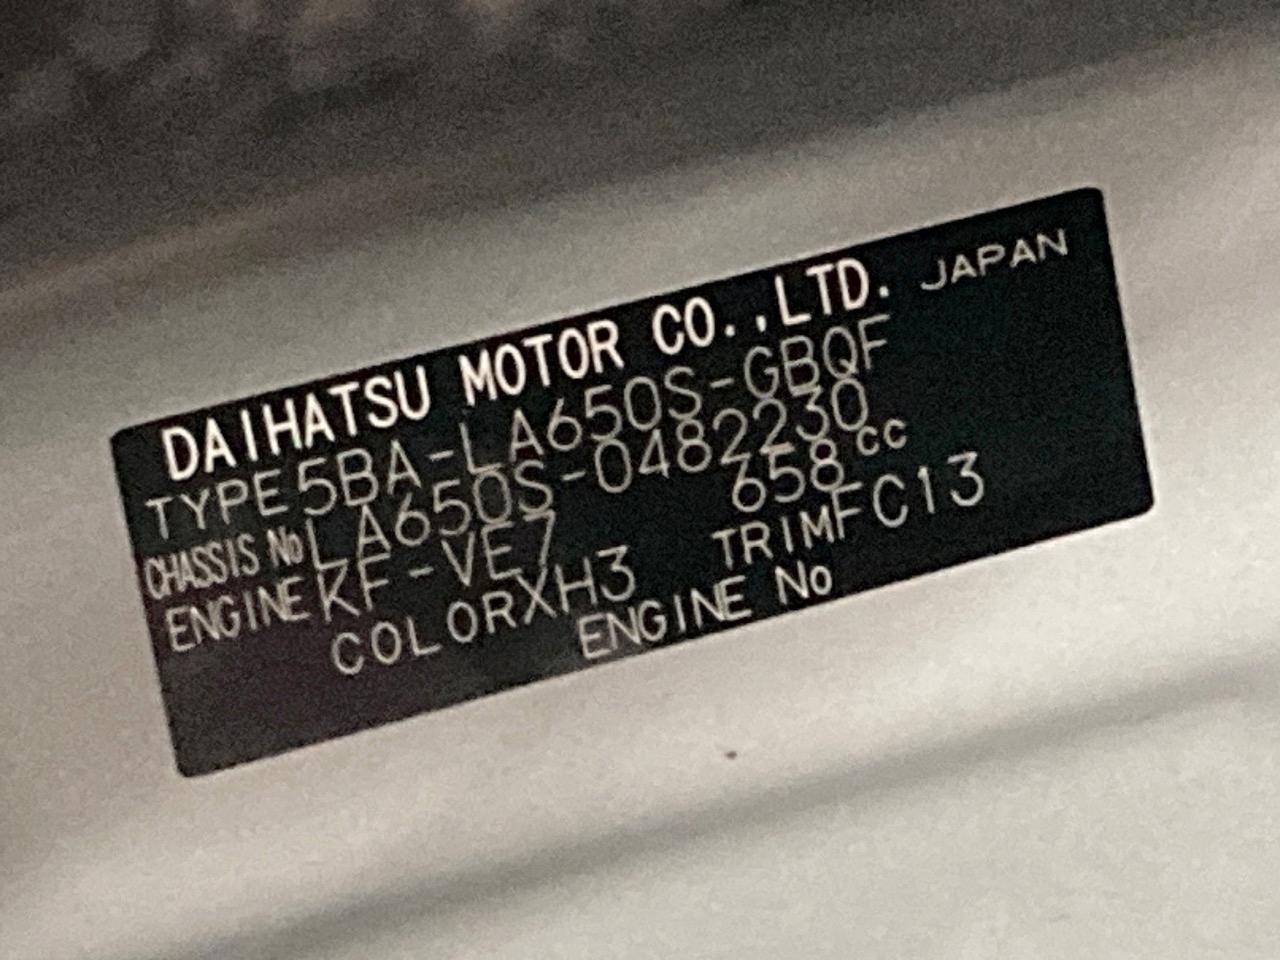 DAIHATSU MOTOR CO.,LTD. JAPAN
TYPE 5BA-LA650S-GBQF
CHASSIS No LA650S-0482230
ENGINE KF-VE7 658cc
COLOR XH3 TRIM FC13
ENGINE No